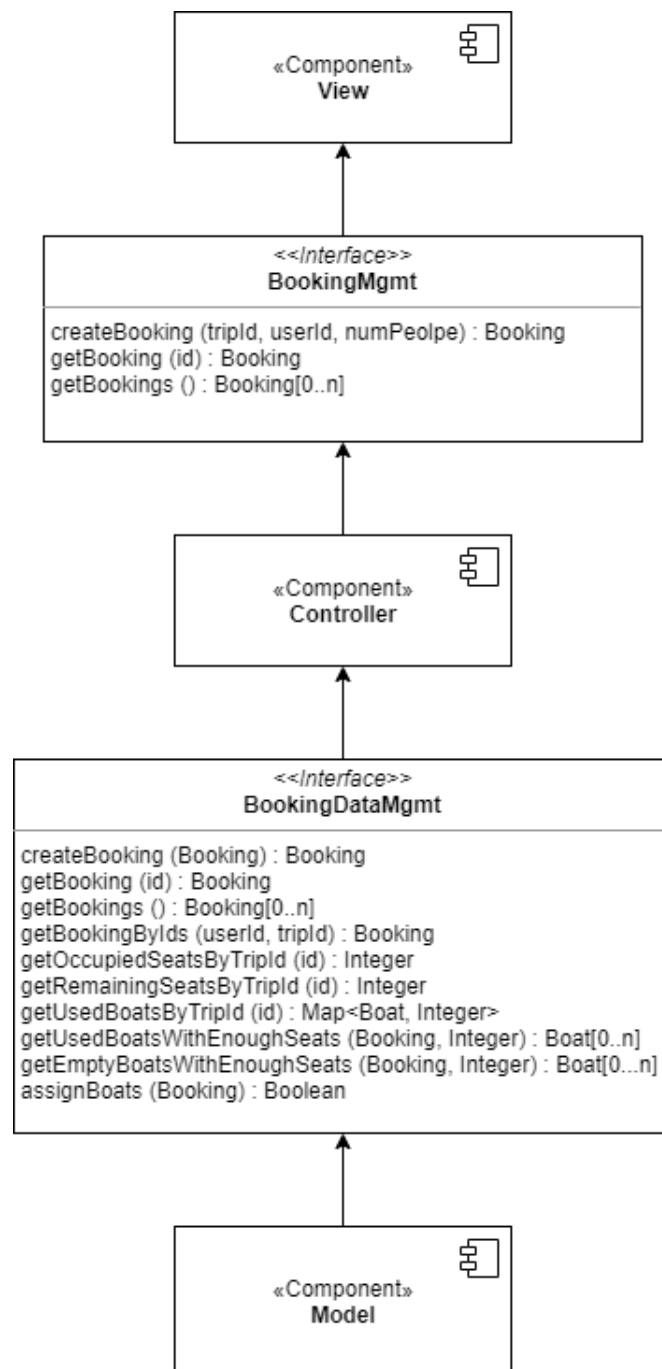 «Component»
View
<<Interface>>
BookingMgmt
createBooking (tripId, userId, numPeolpe) : Booking
getBooking (id) : Booking
getBookings () : Booking[0..n]
«Component»
Controller
<<Interface>>
BookingDataMgmt
createBooking (Booking) : Booking
getBooking (id) : Booking
getBookings () : Booking[0..n]
getBookingByIds (userId, tripId) : Booking
getOccupiedSeatsByTripId (id) : Integer
getRemainingSeatsByTripId (id) : Integer
getUsedBoatsByTripId (id) : Map<Boat, Integer>
getUsedBoatsWithEnoughSeats (Booking, Integer) : Boat[0..n]
getEmptyBoatsWithEnoughSeats (Booking, Integer) : Boat[0...n]
assignBoats (Booking) : Boolean
«Component»
Model